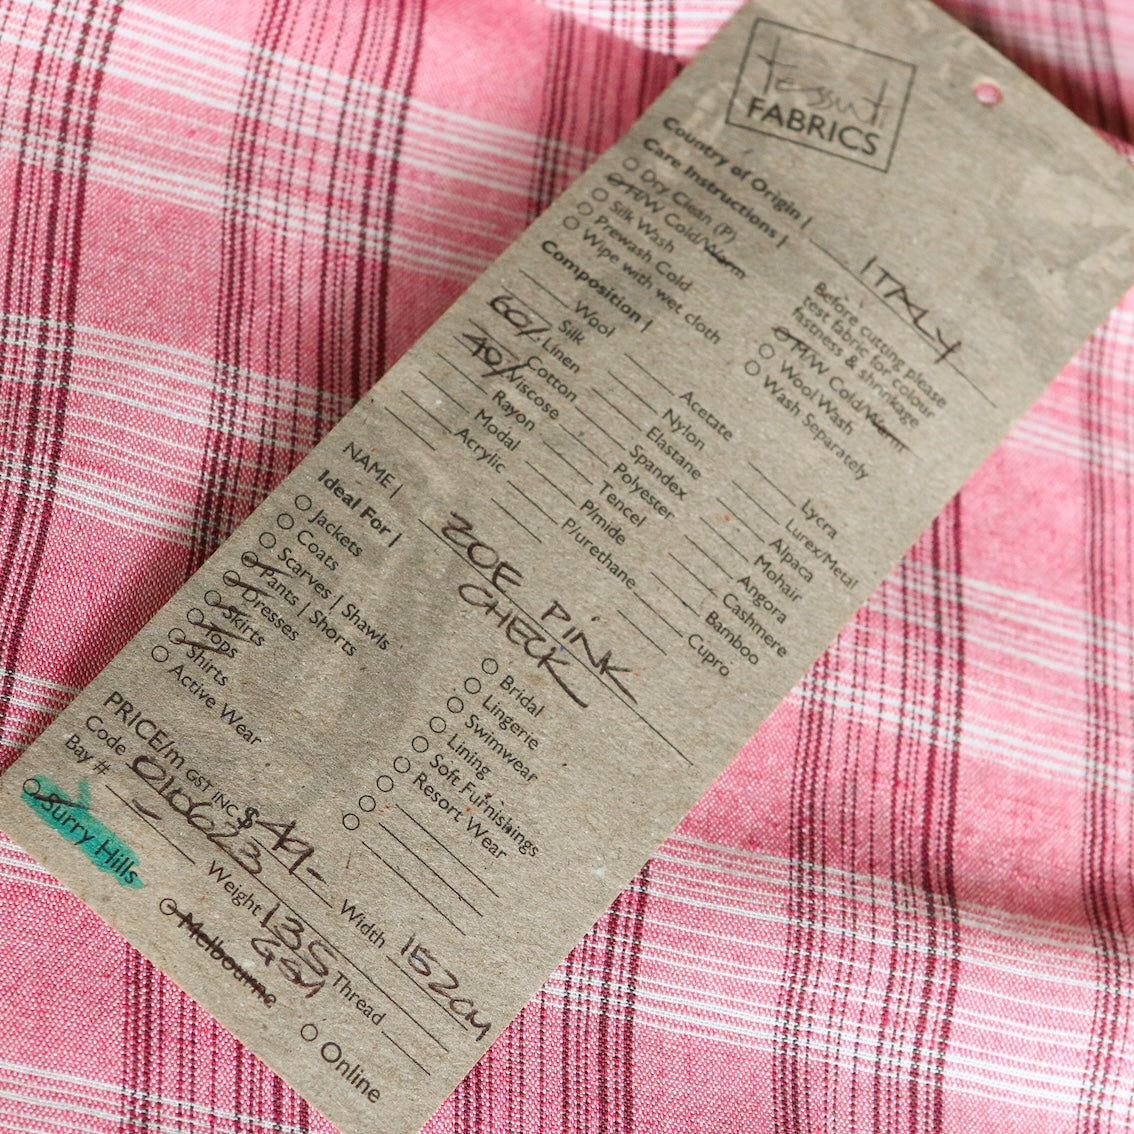 Tessuti
FABRICS
Country of Origin | ITALY
Care Instructions |
Dry Clean (P)
H/W Cold/Warm
Silk Wash
Prewash Cold
Wipe with wet cloth
Before cutting please
test fabric for colour
fastness & shrinkage
M/W Cold/Warm
Wool Wash
Wash Separately
Composition |
Wool
Silk
60% Linen
Cotton
40% Viscose
Rayon
Modal
Acrylic
Acetate
Nylon
Elastane
Spandex
Polyester
Tencel
P/mide
P/urethane
Lycra
Lurex/Metal
Alpaca
Mohair
Angora
Cashmere
Bamboo
Cupro
NAME | ZOE PINK
CHECK
Ideal For |
Jackets
Coats
Scarves | Shawls
Pants | Shorts
Dresses
Skirts
Tops
Shirts
Active Wear
Bridal
Lingerie
Swimwear
Lining
Soft Furnishings
Resort Wear
PRICE/m GST INC $49-
Code 010623
Bay #
Width 152CM
Weight 135
GSM
Thread
Surry Hills
Melbourne
Online